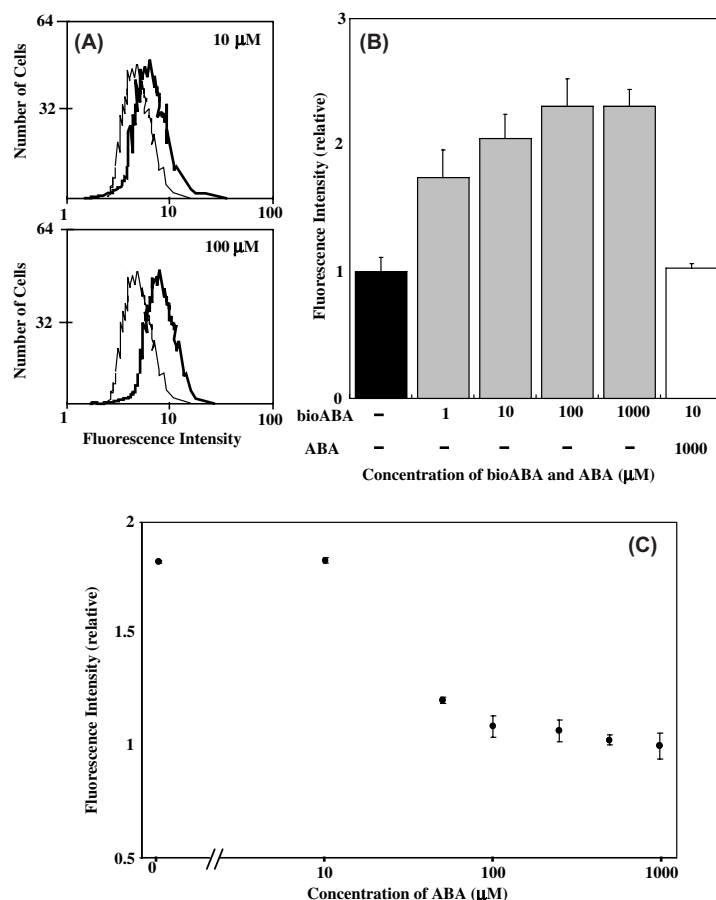 (A)
10 µM
Number of Cells
64
32
1
10
100
100 µM
Number of Cells
64
32
1
10
100
Fluorescence Intensity
(B)
Fluorescence Intensity (relative)
3
2
1
0
bioABA – 1 10 100 1000 10
ABA – – – – – 1000
Concentration of bioABA and ABA (µM)
(C)
Fluorescence Intensity (relative)
2
1.5
1
0.5
0 10 100 1000
Concentration of ABA (µM)